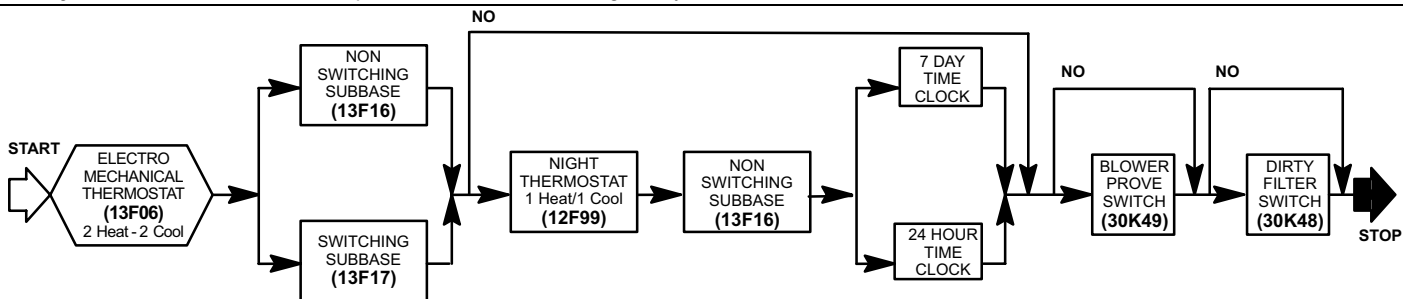 START
ELECTRO
MECHANICAL
THERMOSTAT
(13F06)
2 Heat - 2 Cool
NON
SWITCHING
SUBBASE
(13F16)
SWITCHING
SUBBASE
(13F17)
NO
NIGHT
THERMOSTAT
1 Heat/1 Cool
(12F99)
NON
SWITCHING
SUBBASE
(13F16)
7 DAY
TIME
CLOCK
24 HOUR
TIME
CLOCK
NO
BLOWER
PROVE
SWITCH
(30K49)
NO
DIRTY
FILTER
SWITCH
(30K48)
STOP